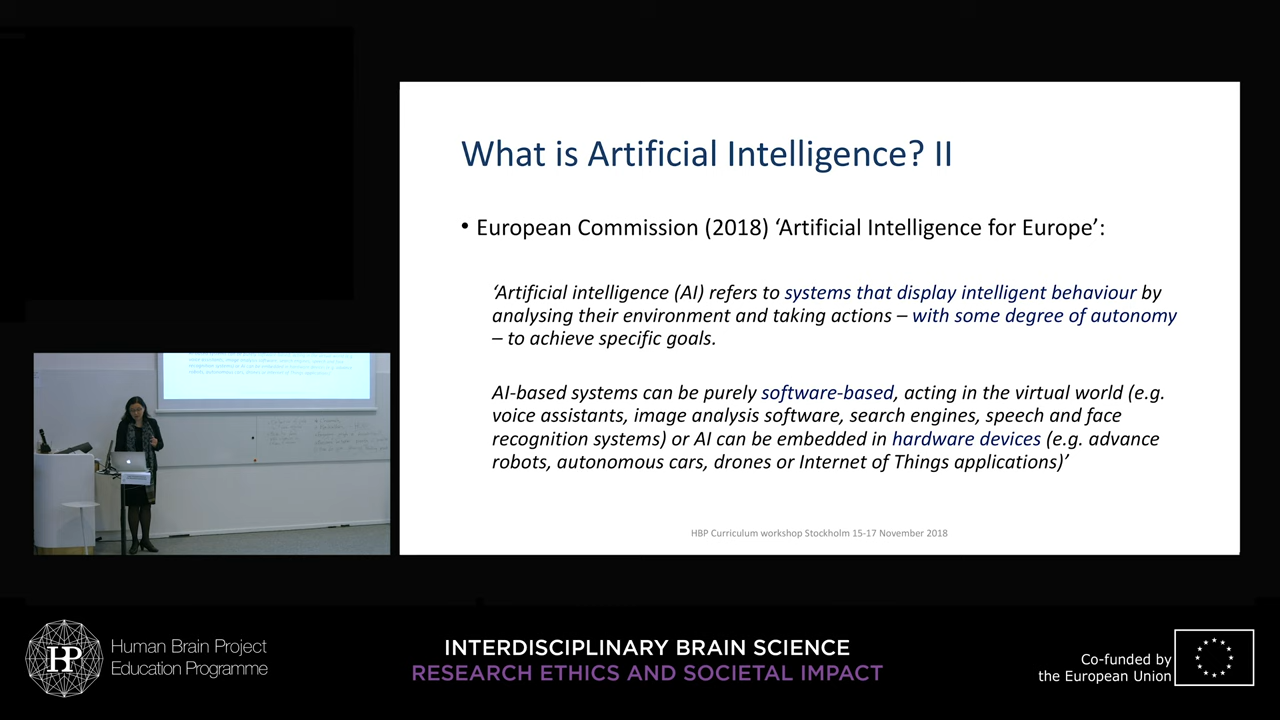 What is Artificial Intelligence? II
• European Commission (2018) ‘Artificial Intelligence for Europe’:
‘Artificial intelligence (AI) refers to systems that display intelligent behaviour by
analysing their environment and taking actions – with some degree of autonomy
– to achieve specific goals.
AI-based systems can be purely software-based, acting in the virtual world (e.g.
voice assistants, image analysis software, search engines, speech and face
recognition systems) or AI can be embedded in hardware devices (e.g. advance
robots, autonomous cars, drones or Internet of Things applications)’
HBP Curriculum workshop Stockholm 15-17 November 2018
HP
Human Brain Project
Education Programme
INTERDISCIPLINARY BRAIN SCIENCE
RESEARCH ETHICS AND SOCIETAL IMPACT
Co-funded by
the European Union